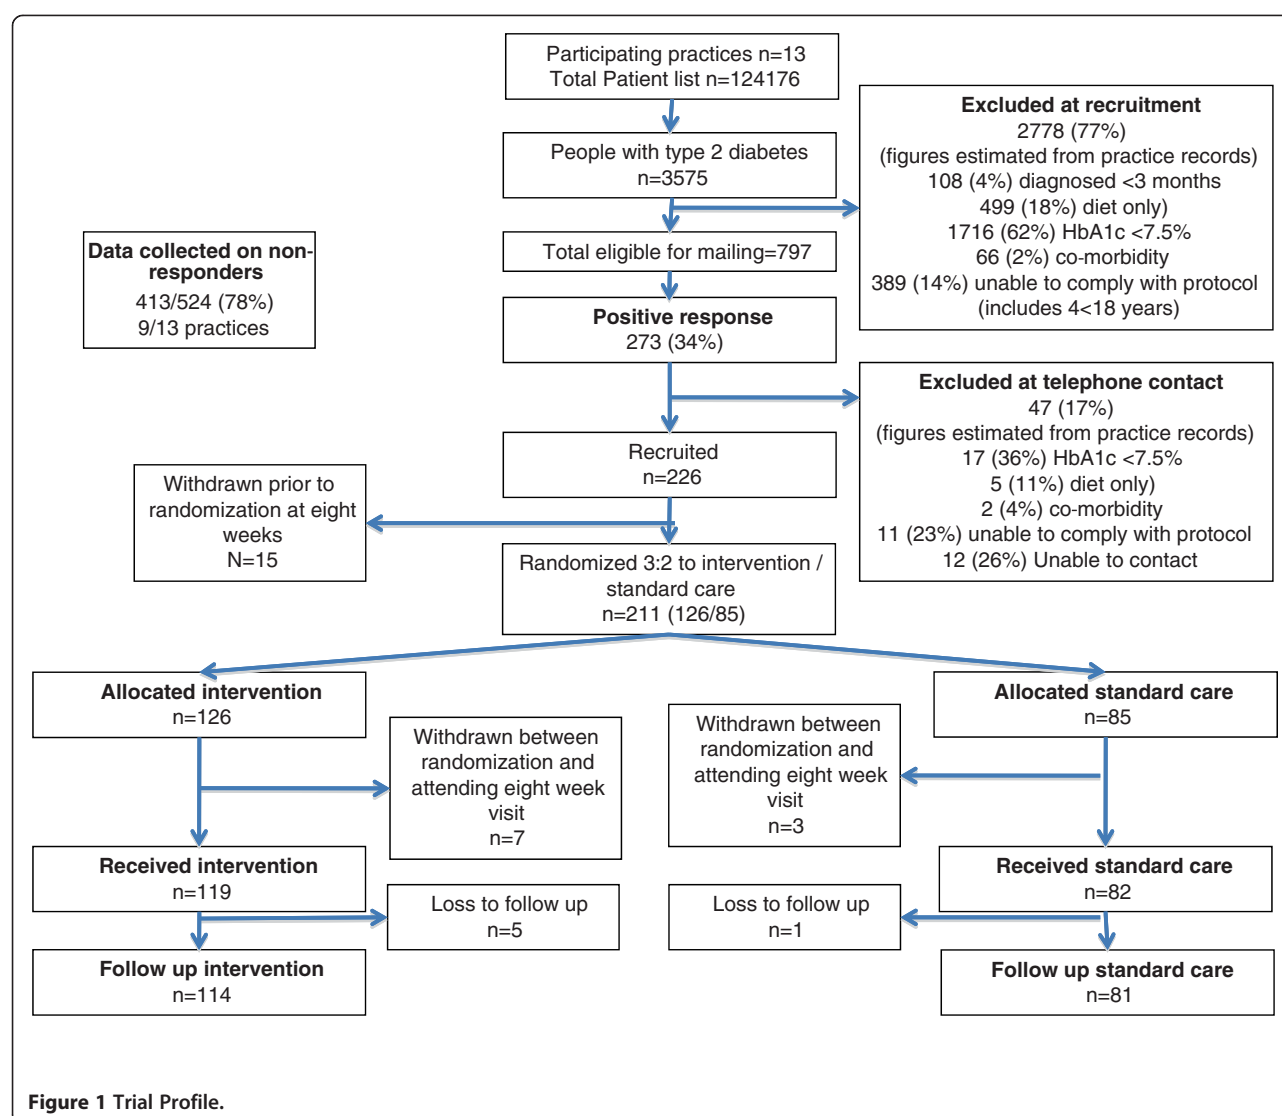 Participating practices n=13
Total Patient list n=124176
Excluded at recruitment
2778 (77%)
(figures estimated from practice records)
108 (4%) diagnosed <3 months
499 (18%) diet only)
1716 (62%) HbA1c <7.5%
66 (2%) co-morbidity
389 (14%) unable to comply with protocol
(includes 4<18 years)
People with type 2 diabetes
n=3575
Data collected on non-
responders
413/524 (78%)
9/13 practices
Total eligible for mailing=797
Positive response
273 (34%)
Excluded at telephone contact
47 (17%)
(figures estimated from practice records)
17 (36%) HbA1c <7.5%
5 (11%) diet only)
2 (4%) co-morbidity
11 (23%) unable to comply with protocol
12 (26%) Unable to contact
Recruited
n=226
Withdrawn prior to
randomization at eight
weeks
N=15
Randomized 3:2 to intervention /
standard care
n=211 (126/85)
Allocated intervention
n=126
Allocated standard care
n=85
Withdrawn between
randomization and
attending eight week
visit
n=7
Withdrawn between
randomization and
attending eight week
visit
n=3
Received intervention
n=119
Received standard care
n=82
Loss to follow up
n=5
Loss to follow up
n=1
Follow up intervention
n=114
Follow up standard care
n=81
Figure 1 Trial Profile.